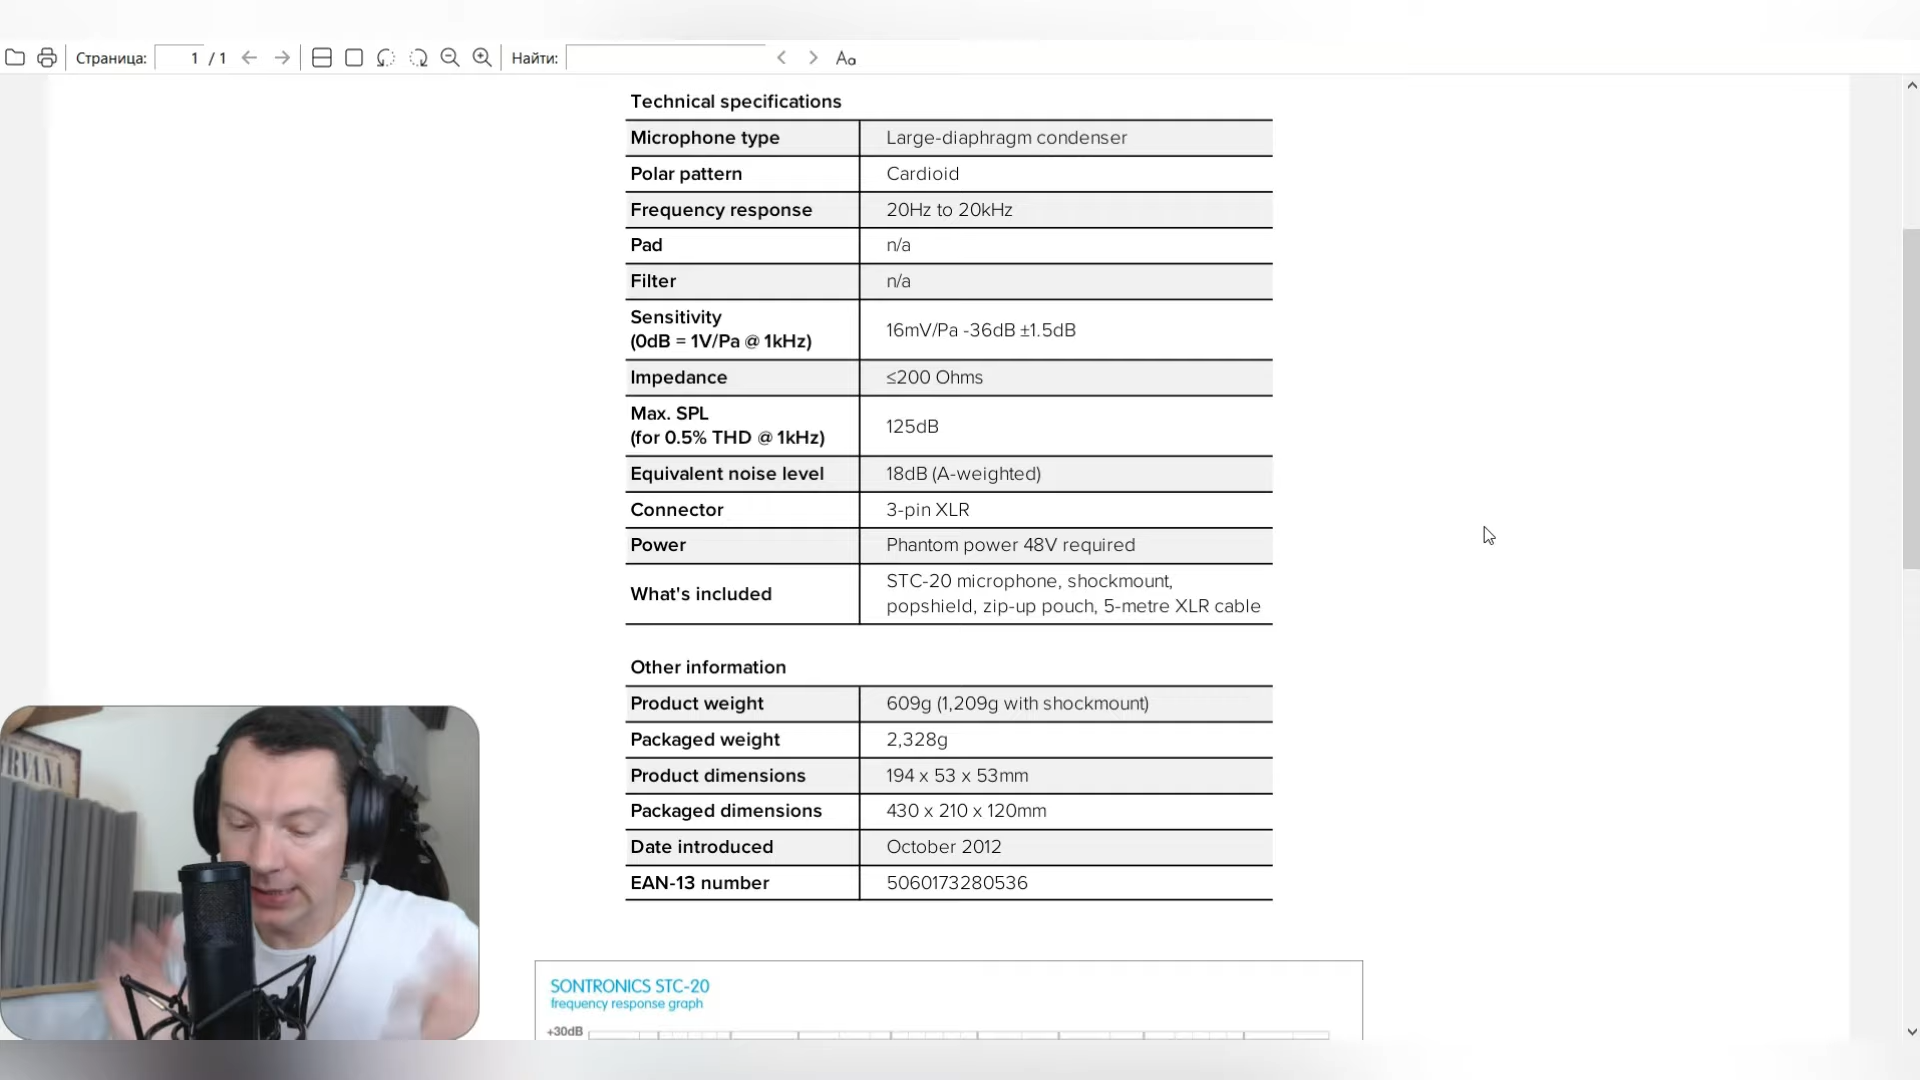 Страница: 1 / 1 Найти: Aa
Technical specifications
Microphone type Large-diaphragm condenser
Polar pattern Cardioid
Frequency response 20Hz to 20kHz
Pad n/a
Filter n/a
Sensitivity
(0dB = 1V/Pa @ 1kHz) 16mV/Pa -36dB ±1.5dB
Impedance ≤200 Ohms
Max. SPL
(for 0.5% THD @ 1kHz) 125dB
Equivalent noise level 18dB (A-weighted)
Connector 3-pin XLR
Power Phantom power 48V required
What's included STC-20 microphone, shockmount,
popshield, zip-up pouch, 5-metre XLR cable
Other information
Product weight 609g (1,209g with shockmount)
Packaged weight 2,328g
Product dimensions 194 x 53 x 53mm
Packaged dimensions 430 x 210 x 120mm
Date introduced October 2012
EAN-13 number 5060173280536
SONTRONICS STC-20
frequency response graph
+30dB
RVANA